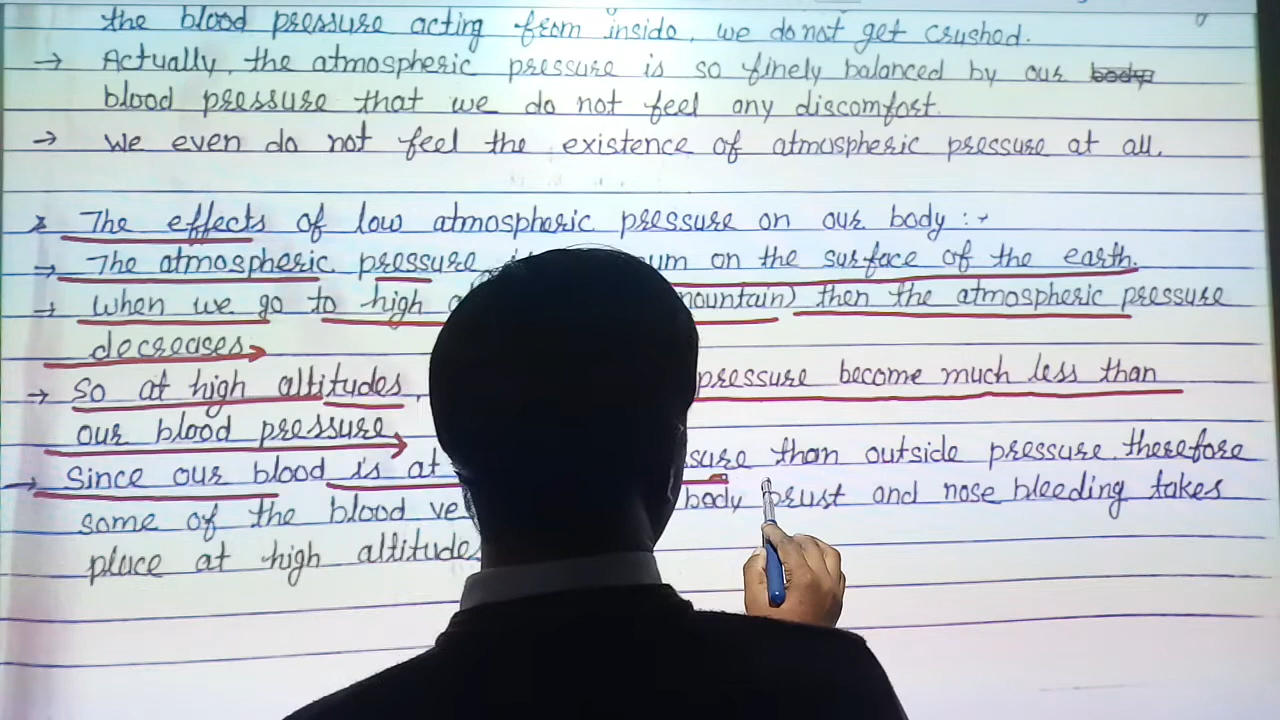 the blood pressure acting from inside, we do not get crushed.
→ Actually, the atmospheric pressure is so finely balanced by our body
blood pressure that we do not feel any discomfort.
→ We even do not feel the existence of atmospheric pressure at all.
The effects of low atmospheric pressure on our body :-
→ The atmospheric pressure on the surface of the earth.
→ When we go to high mountain) then the atmospheric pressure
decreases
→ So at high altitudes, pressure become much less than
our blood pressure.
→ Since our blood is at than outside pressure. therefore
some of the blood body and nose bleeding takes
place at high altitude